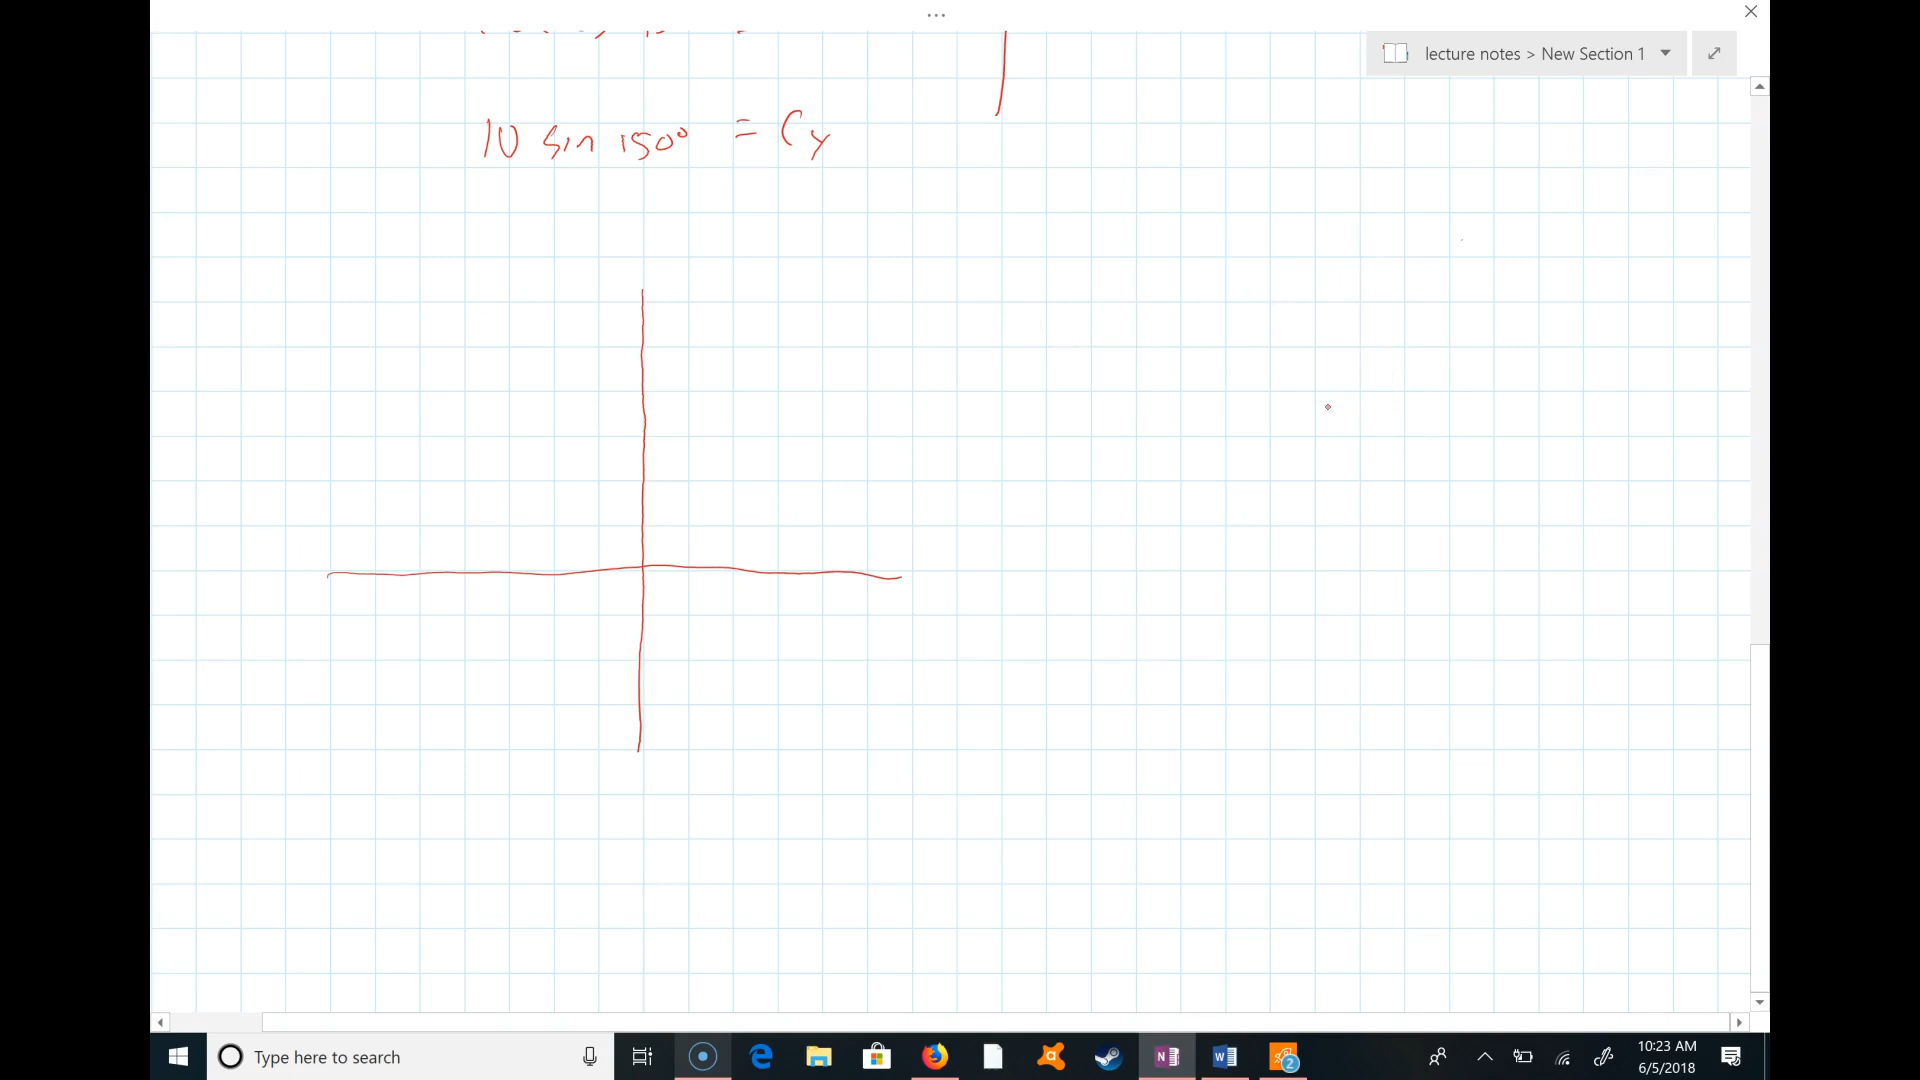 lecture notes > New Section 1
10 sin 150° = Cy
Type here to search
10:23 AM
6/5/2018
2